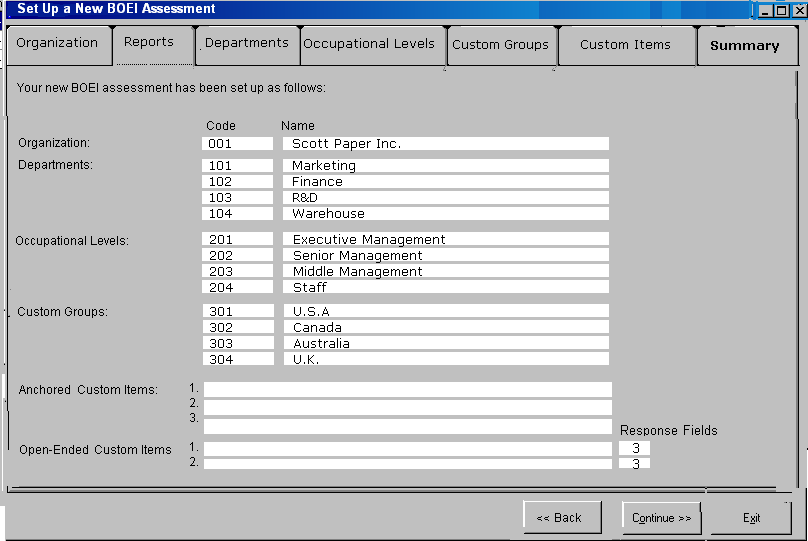 Set Up a New BOEI Assessment
Organization Reports Departments Occupational Levels Custom Groups Custom Items Summary
Your new BOEI assessment has been set up as follows:
Code Name
Organization: 001 Scott Paper Inc.
Departments: 101 Marketing
102 Finance
103 R&D
104 Warehouse
Occupational Levels: 201 Executive Management
202 Senior Management
203 Middle Management
204 Staff
Custom Groups: 301 U.S.A
302 Canada
303 Australia
304 U.K.
Anchored Custom Items: 1.
2.
3.
Response Fields
Open-Ended Custom Items 1. 3
2. 3
<< Back Continue >> Exit